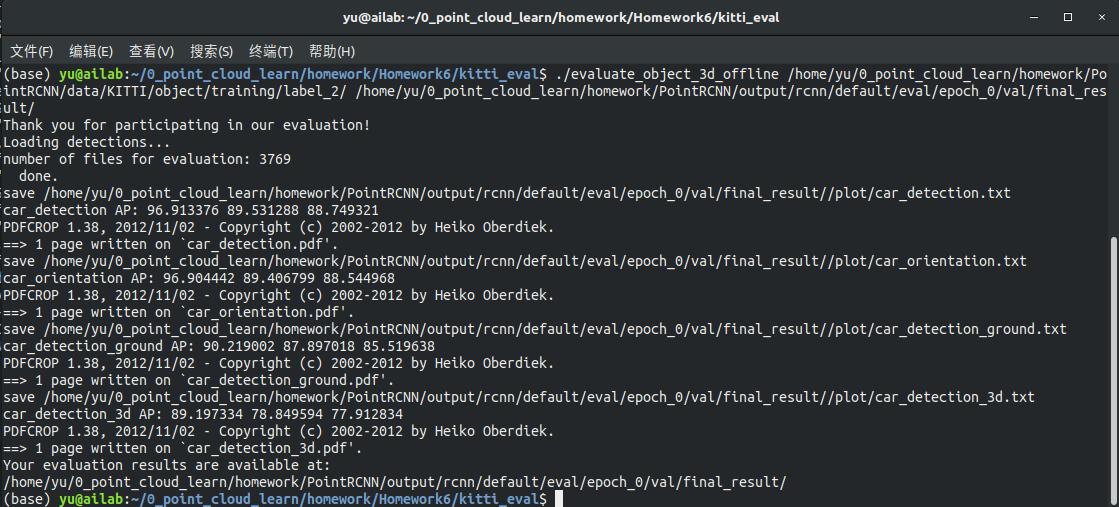 yu@ailab: ~/0_point_cloud_learn/homework/Homework6/kitti_eval
文件(F) 编辑(E) 查看(V) 搜索(S) 终端(T) 帮助(H)
(base) yu@ailab:~/0_point_cloud_learn/homework/Homework6/kitti_eval$ ./evaluate_object_3d_offline /home/yu/0_point_cloud_learn/homework/Po
intRCNN/data/KITTI/object/training/label_2/ /home/yu/0_point_cloud_learn/homework/PointRCNN/output/rcnn/default/eval/epoch_0/val/final_res
ult/
Thank you for participating in our evaluation!
Loading detections...
number of files for evaluation: 3769
  done.
save /home/yu/0_point_cloud_learn/homework/PointRCNN/output/rcnn/default/eval/epoch_0/val/final_result//plot/car_detection.txt
car_detection AP: 96.913376 89.531288 88.749321
PDFCROP 1.38, 2012/11/02 - Copyright (c) 2002-2012 by Heiko Oberdiek.
==> 1 page written on `car_detection.pdf'.
save /home/yu/0_point_cloud_learn/homework/PointRCNN/output/rcnn/default/eval/epoch_0/val/final_result//plot/car_orientation.txt
car_orientation AP: 96.904442 89.406799 88.544968
PDFCROP 1.38, 2012/11/02 - Copyright (c) 2002-2012 by Heiko Oberdiek.
==> 1 page written on `car_orientation.pdf'.
save /home/yu/0_point_cloud_learn/homework/PointRCNN/output/rcnn/default/eval/epoch_0/val/final_result//plot/car_detection_ground.txt
car_detection_ground AP: 90.219002 87.897018 85.519638
PDFCROP 1.38, 2012/11/02 - Copyright (c) 2002-2012 by Heiko Oberdiek.
==> 1 page written on `car_detection_ground.pdf'.
save /home/yu/0_point_cloud_learn/homework/PointRCNN/output/rcnn/default/eval/epoch_0/val/final_result//plot/car_detection_3d.txt
car_detection_3d AP: 89.197334 78.849594 77.912834
PDFCROP 1.38, 2012/11/02 - Copyright (c) 2002-2012 by Heiko Oberdiek.
==> 1 page written on `car_detection_3d.pdf'.
Your evaluation results are available at:
/home/yu/0_point_cloud_learn/homework/PointRCNN/output/rcnn/default/eval/epoch_0/val/final_result/
(base) yu@ailab:~/0_point_cloud_learn/homework/Homework6/kitti_eval$